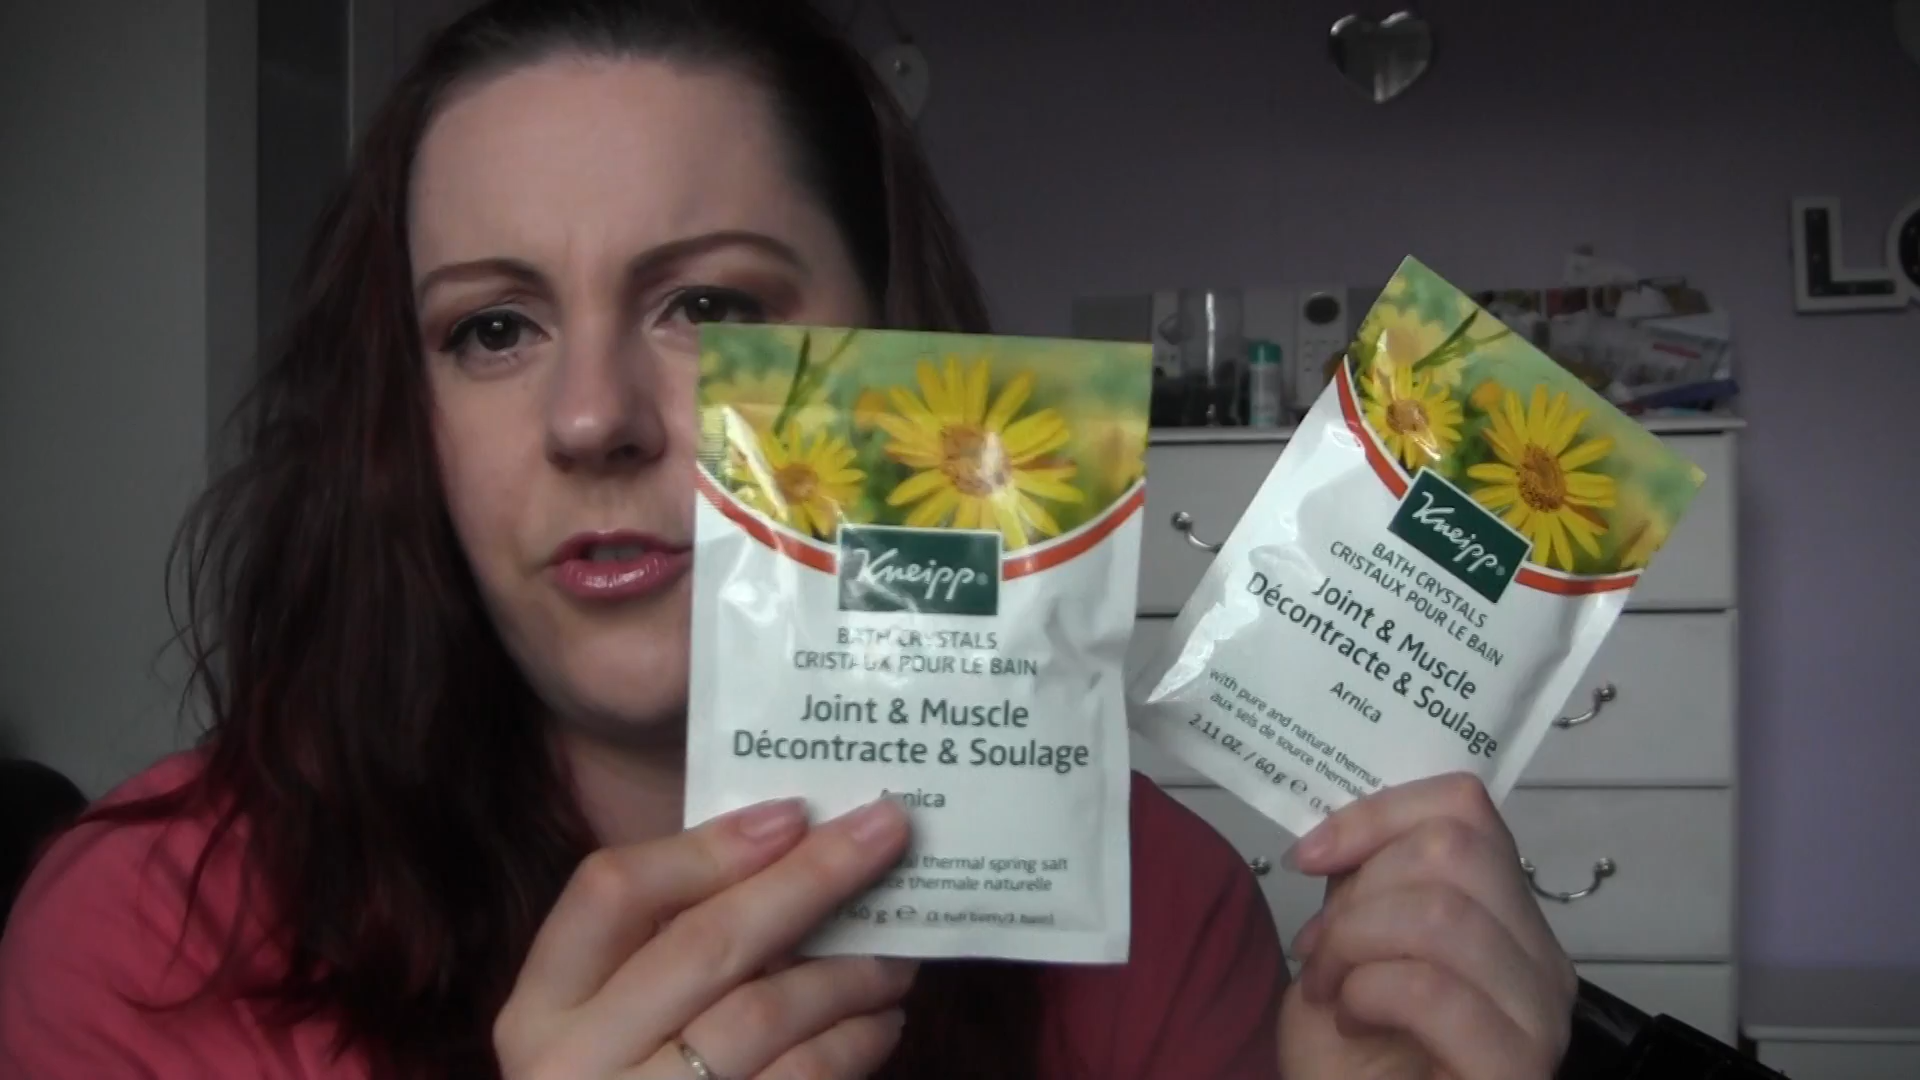 Kneipp®
BATH CRYSTALS
CRISTAUX POUR LE BAIN
Joint & Muscle
Décontracte & Soulage
Arnica
thermal spring salt
thermale naturelle
60 g e
Kneipp®
BATH CRYSTALS
CRISTAUX POUR LE BAIN
Joint & Muscle
Décontracte & Soulage
Arnica
with pure and natural thermal
aux sels de source thermale
2.11 OZ. / 60 g e
L